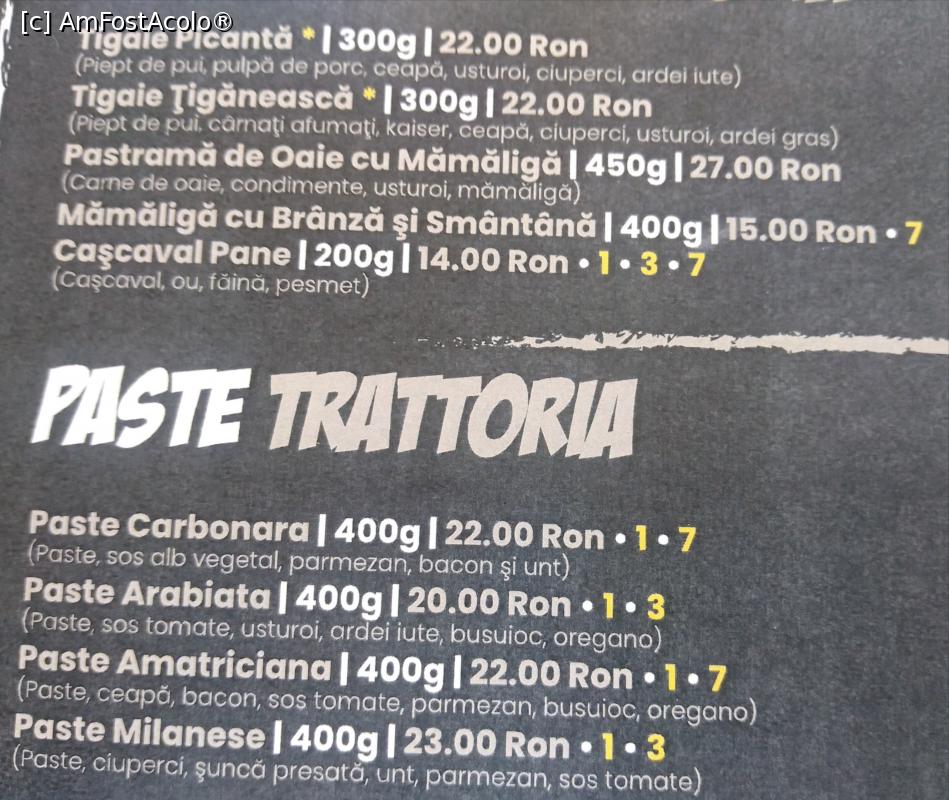 [c] AmFostAcolo®
Tigaie Picantă * | 300g | 22.00 Ron
(Piept de pui, pulpă de porc, ceapă, usturoi, ciuperci, ardei iute)
Tigaie Ţigănească * | 300g | 22.00 Ron
(Piept de pui, cârnaţi afumaţi, kaiser, ceapă, ciuperci, usturoi, ardei gras)
Pastramă de Oaie cu Mămăligă | 450g | 27.00 Ron
(Carne de oaie, condimente, usturoi, mămăligă)
Mămăligă cu Brânză şi Smântână | 400g | 15.00 Ron • 7
Caşcaval Pane | 200g | 14.00 Ron • 1 • 3 • 7
(Caşcaval, ou, făină, pesmet)
PASTE TRATTORIA
Paste Carbonara | 400g | 22.00 Ron • 1 • 7
(Paste, sos alb vegetal, parmezan, bacon şi unt)
Paste Arabiata | 400g | 20.00 Ron • 1 • 3
(Paste, sos tomate, usturoi, ardei iute, busuioc, oregano)
Paste Amatriciana | 400g | 22.00 Ron • 1 • 7
(Paste, ceapă, bacon, sos tomate, parmezan, busuioc, oregano)
Paste Milanese | 400g | 23.00 Ron • 1 • 3
(Paste, ciuperci, şuncă presată, unt, parmezan, sos tomate)